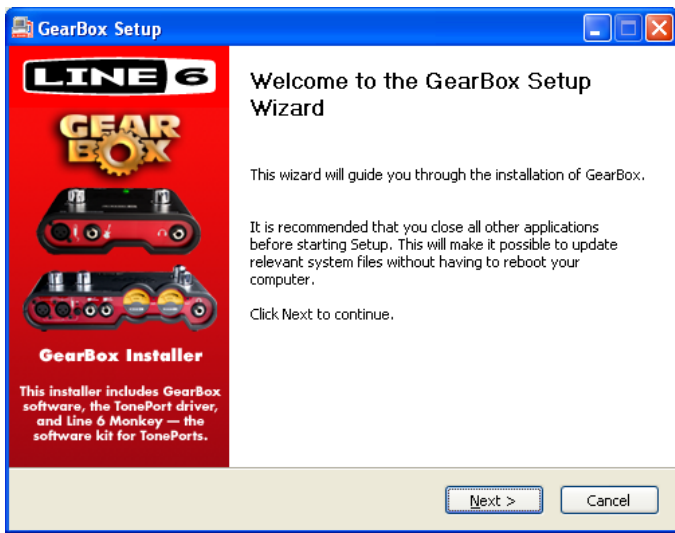 GearBox Setup
LINE 6
GEAR
BOX
GearBox Installer
This installer includes GearBox
software, the TonePort driver,
and Line 6 Monkey — the
software kit for TonePorts.
Welcome to the GearBox Setup
Wizard
This wizard will guide you through the installation of GearBox.
It is recommended that you close all other applications
before starting Setup. This will make it possible to update
relevant system files without having to reboot your
computer.
Click Next to continue.
Next >
Cancel